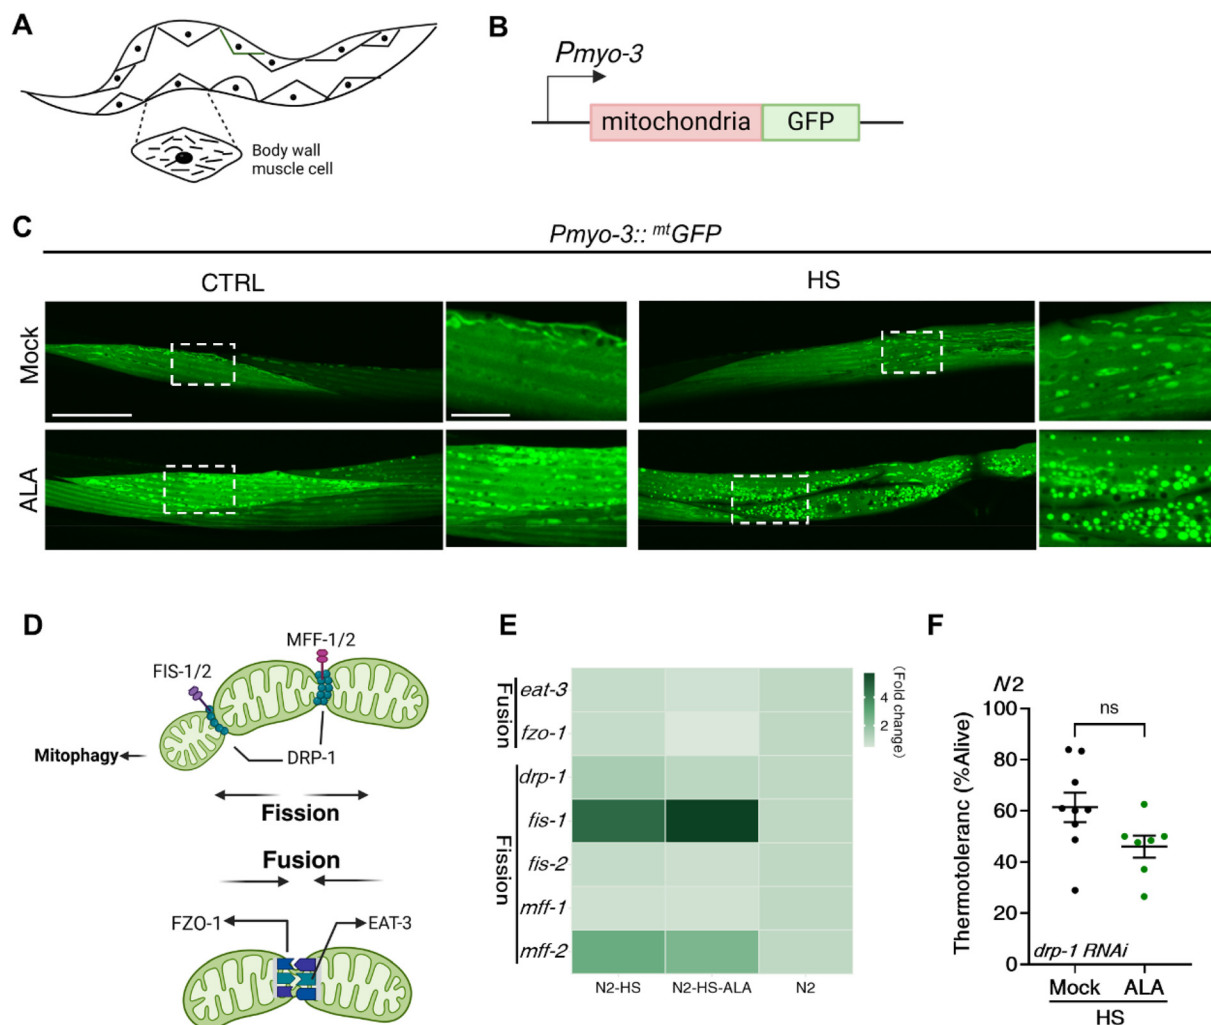 A
Body wall
muscle cell
B
Pmyo-3
mitochondria
GFP
C
Pmyo-3:: mtGFP
CTRL
HS
Mock
ALA
D
MFF-1/2
FIS-1/2
Mitophagy
DRP-1
Fission
Fusion
FZO-1
EAT-3
E
Fusion
eat-3
fzo-1
Fission
drp-1
fis-1
fis-2
mff-1
mff-2
N2-HS
N2-HS-ALA
N2
4
2
(Fold change)
F
N2
ns
Thermotoleranc (%Alive)
100
80
60
40
20
0
drp-1 RNAi
Mock
ALA
HS